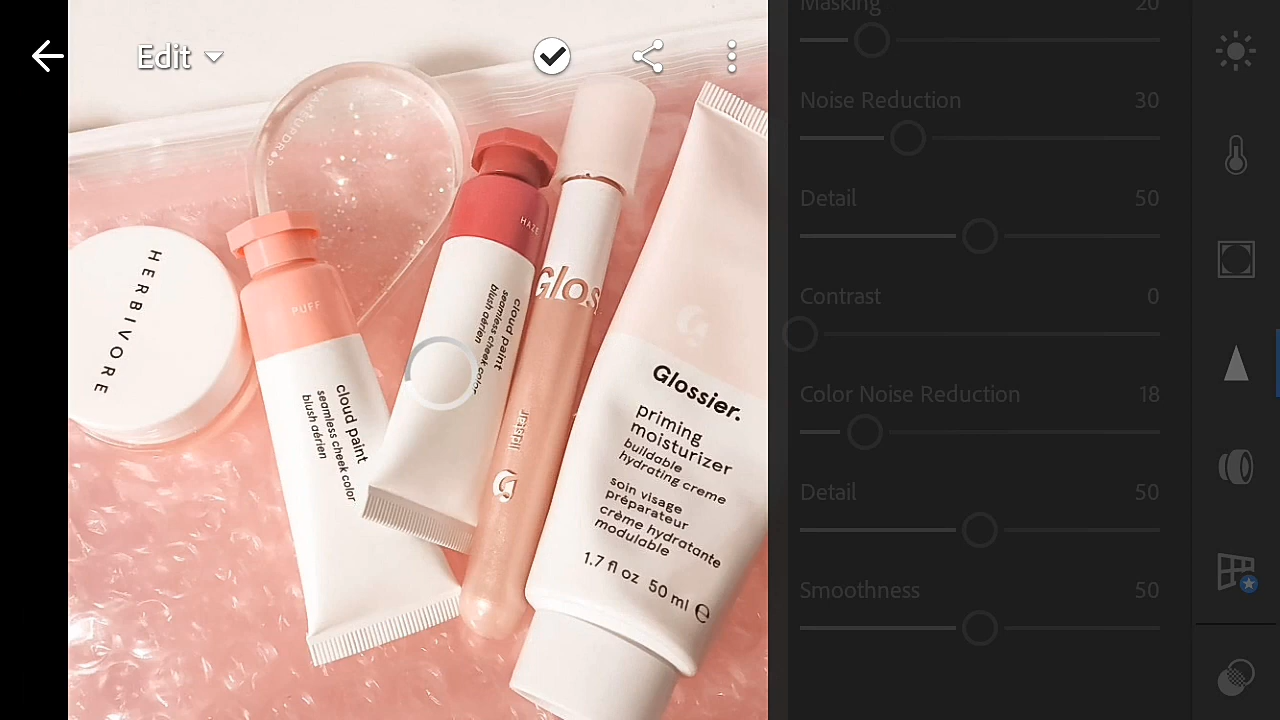 Edit
Masking 20
Noise Reduction 30
Detail 50
Contrast 0
Color Noise Reduction 18
Detail 50
Smoothness 50
MAKEUPDROP
HERBIVORE
PUFF
cloud paint
seamless cheek color
blush aérien
HAZE
cloud paint
seamless cheek color
blush aérien
Glos
lipstar
G
Glossier.
priming
moisturizer
buildable
hydrating creme
soin visage
préparateur
crème hydratante
modulable
1.7 fl oz 50 ml e